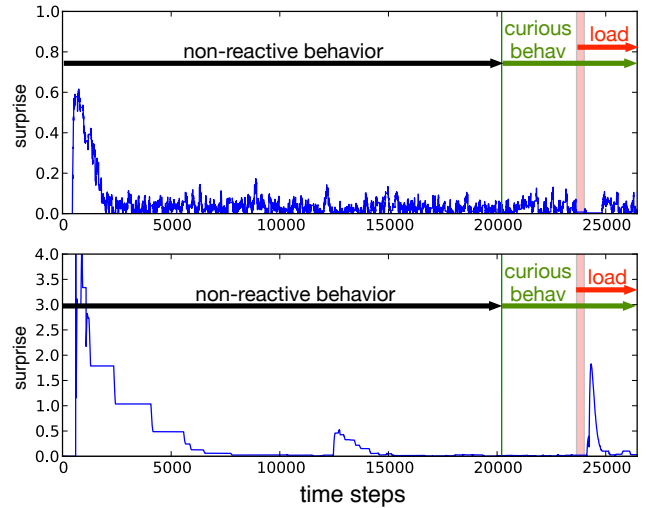 1.0
curious
load
0.8
non-reactive behavior
behav
surprise
0.6
0.4
0.2
0.0
0 5000 10000 15000 20000 25000
4.0
curious
3.5
load
non-reactive behavior
behav
3.0
surprise
2.5
2.0
1.5
1.0
0.5
0.0
0 5000 10000 15000 20000 25000
time steps